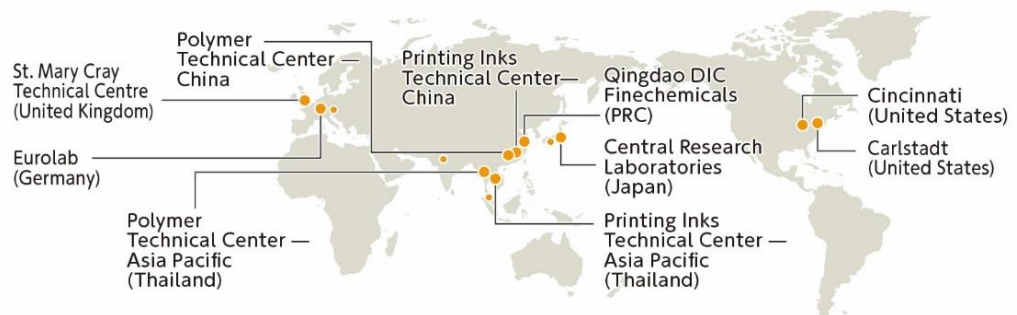 St. Mary Cray
Technical Centre
(United Kingdom)
Polymer
Technical Center —
China
Printing Inks
Technical Center—
China
Qingdao DIC
Finechemicals
(PRC)
Cincinnati
(United States)
Eurolab
(Germany)
Central Research
Laboratories
(Japan)
Carlstadt
(United States)
Polymer
Technical Center —
Asia Pacific
(Thailand)
Printing Inks
Technical Center —
Asia Pacific
(Thailand)